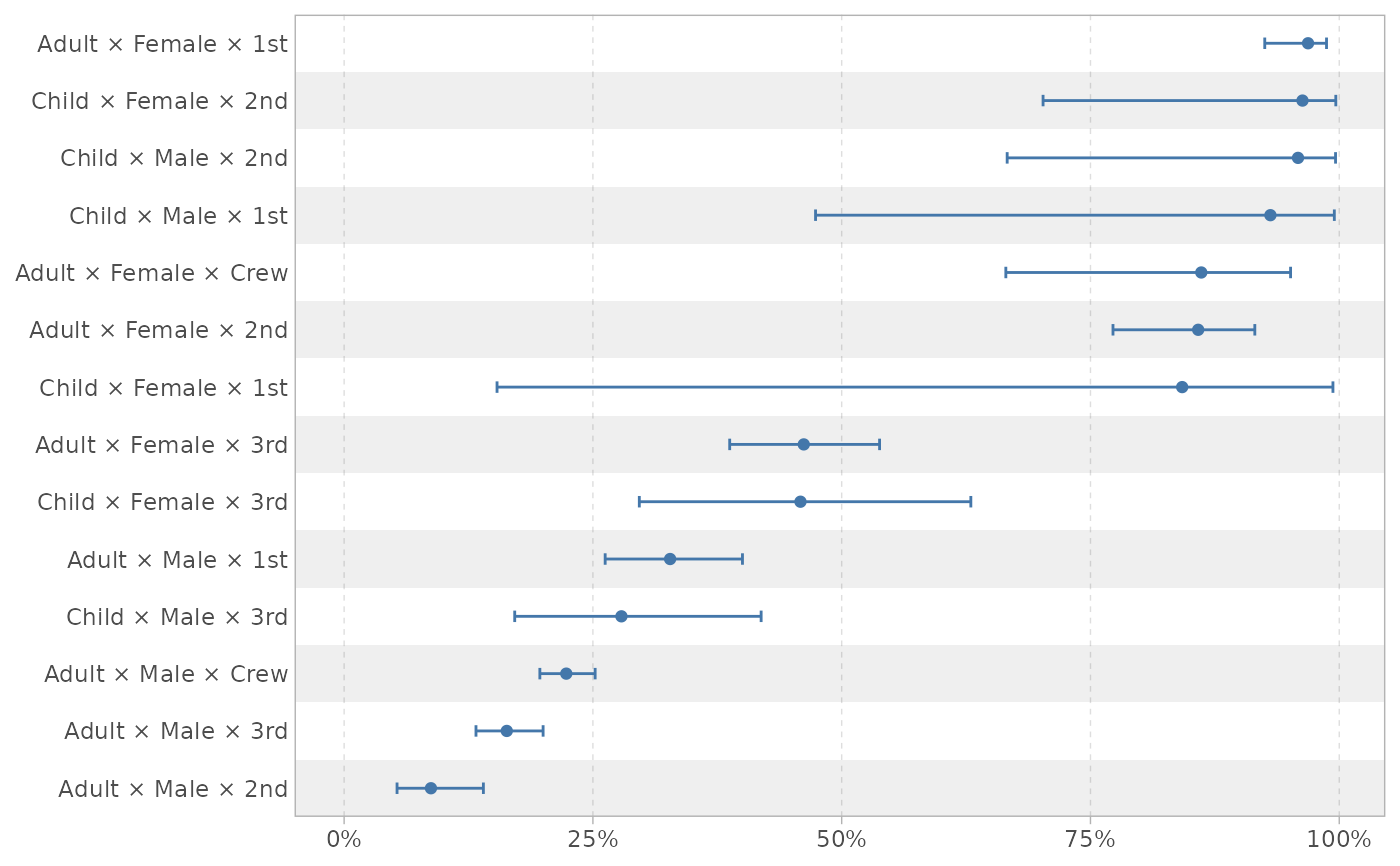 Adult × Female × 1st
Child × Female × 2nd
Child × Male × 2nd
Child × Male × 1st
Adult × Female × Crew
Adult × Female × 2nd
Child × Female × 1st
Adult × Female × 3rd
Child × Female × 3rd
Adult × Male × 1st
Child × Male × 3rd
Adult × Male × Crew
Adult × Male × 3rd
Adult × Male × 2nd
0% 25% 50% 75% 100%